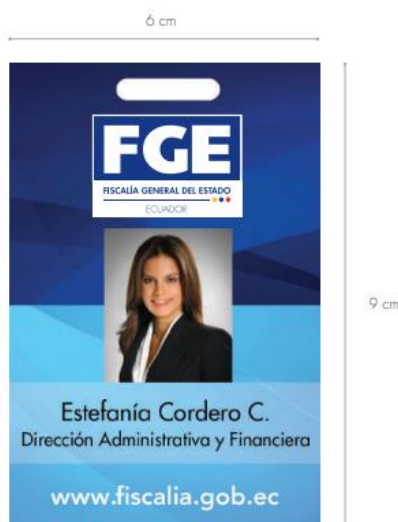 6 cm
FGE
FISCALÍA GENERAL DEL ESTADO
ECUADOR
9 cm
Estefanía Cordero C.
Dirección Administrativa y Financiera
www.fiscalia.gob.ec